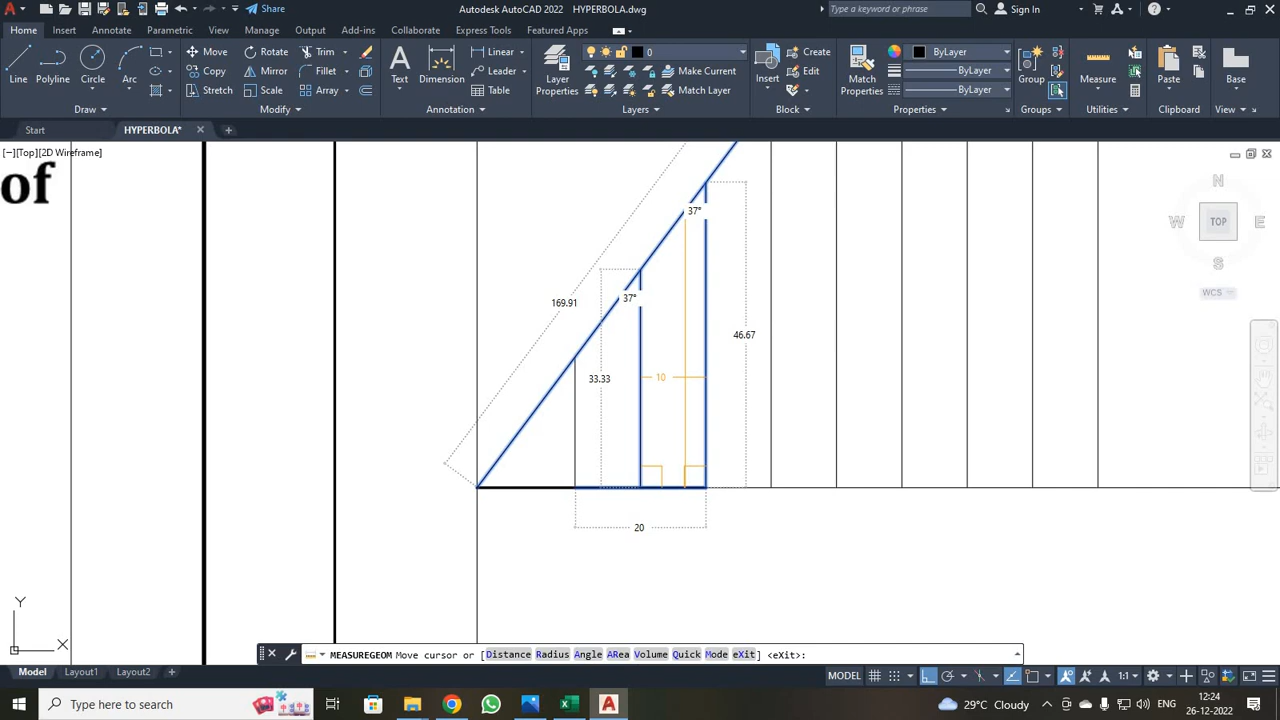 Autodesk AutoCAD 2022 HYPERBOLA.dwg
Share
Type a keyword or phrase
Sign In
Home Insert Annotate Parametric View Manage Output Add-ins Collaborate Express Tools Featured Apps
Line Polyline Circle Arc
Move Rotate Trim
Copy Mirror Fillet
Stretch Scale Array
Text Dimension
Linear
Leader
Table
Layer Properties
0
Make Current
Match Layer
Insert
Create
Edit
Match Properties
ByLayer
ByLayer
ByLayer
Group
Measure
Paste
Base
Draw Modify Annotation Layers Block Properties Groups Utilities Clipboard View
Start HYPERBOLA*
[−][Top][2D Wireframe]
of
N
W TOP E
S
WCS
37°
37°
169.91
46.67
33.33
10
20
Y
X
MEASUREGEOM Move cursor or [Distance Radius Angle ARea Volume Quick Mode eXit] <eXit>:
Model Layout1 Layout2
MODEL
1:1
Type here to search
29°C Cloudy
ENG
12:24
26-12-2022